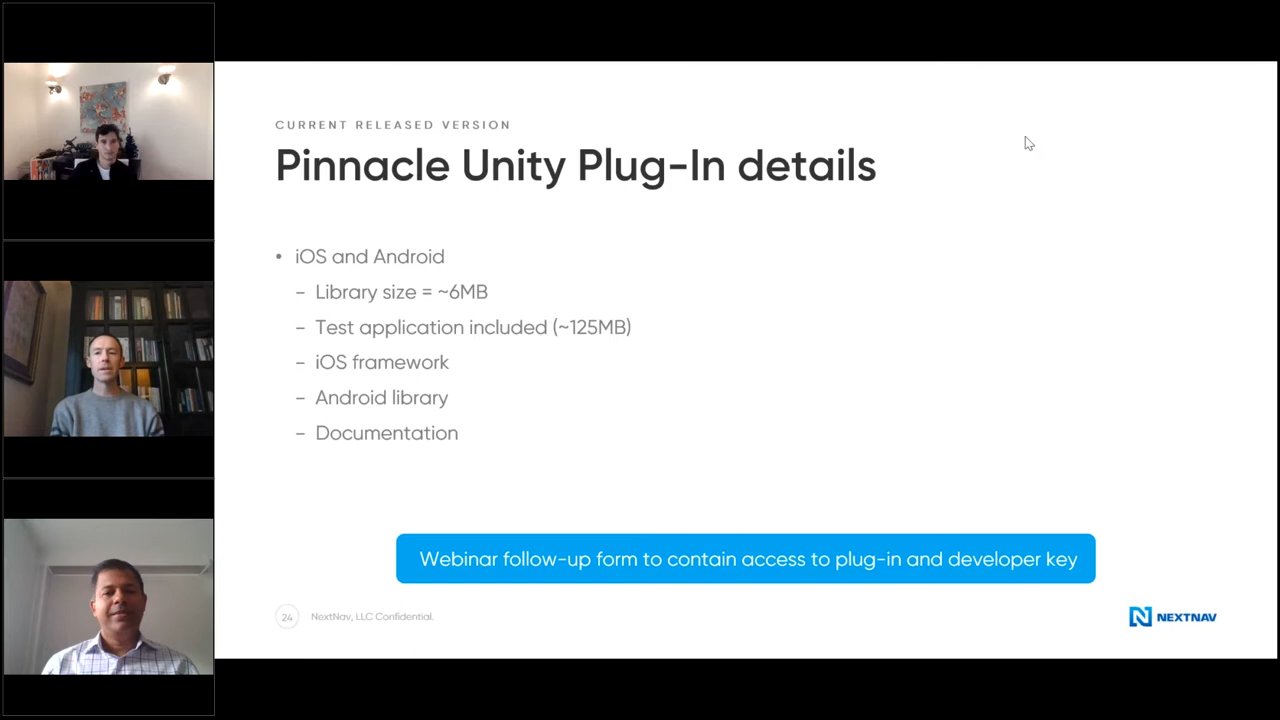 CURRENT RELEASED VERSION
Pinnacle Unity Plug-In details
• iOS and Android
– Library size = ~6MB
– Test application included (~125MB)
– iOS framework
– Android library
– Documentation
Webinar follow-up form to contain access to plug-in and developer key
24 NextNav, LLC Confidential.
NEXTNAV